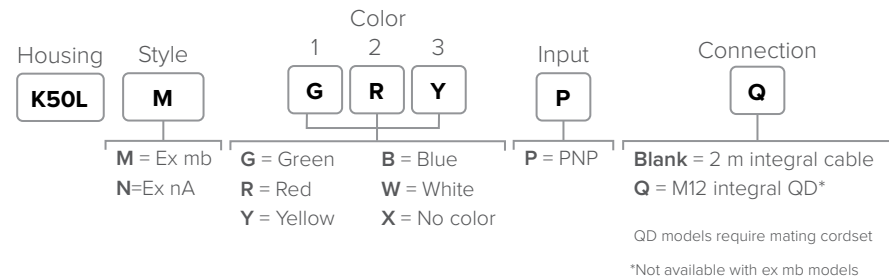 Color
Housing Style 1 2 3 Input Connection
K50L M G R Y P Q
M = Ex mb G = Green B = Blue P = PNP Blank = 2 m integral cable
N=Ex nA R = Red W = White Q = M12 integral QD*
Y = Yellow X = No color
QD models require mating cordset
*Not available with ex mb models